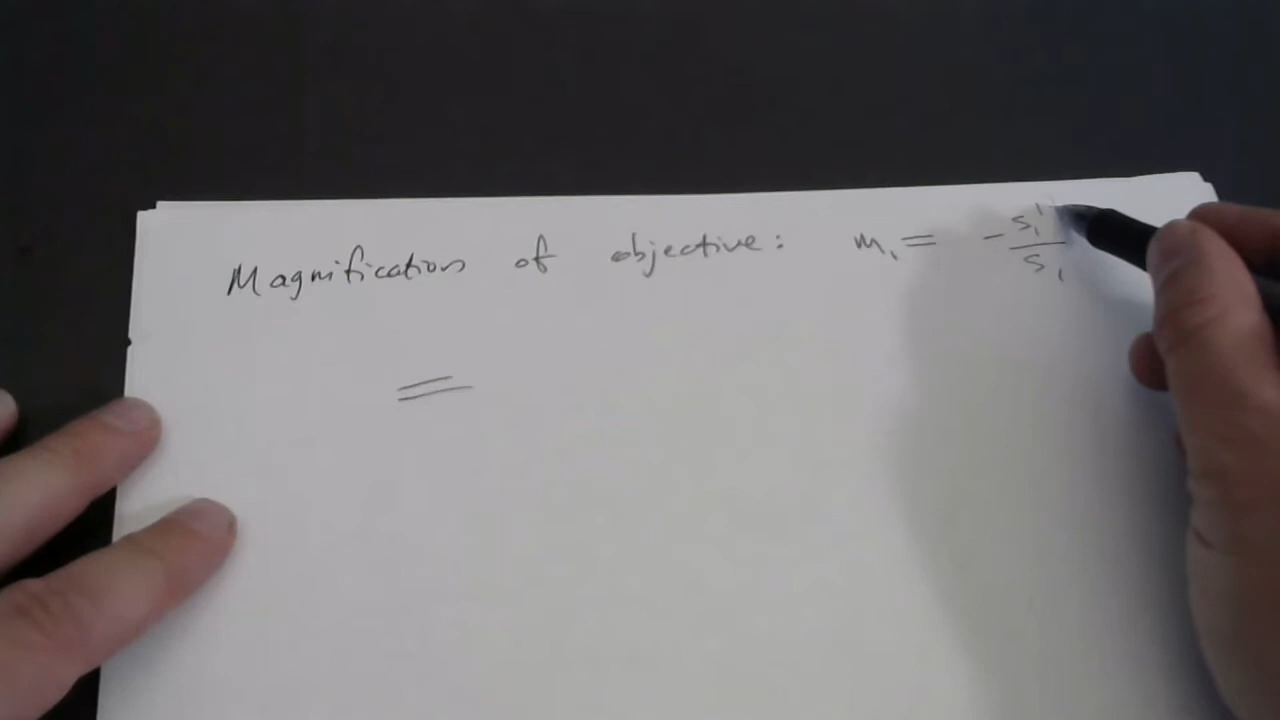 Magnification of objective: m₁ = - s₁' / s₁
=